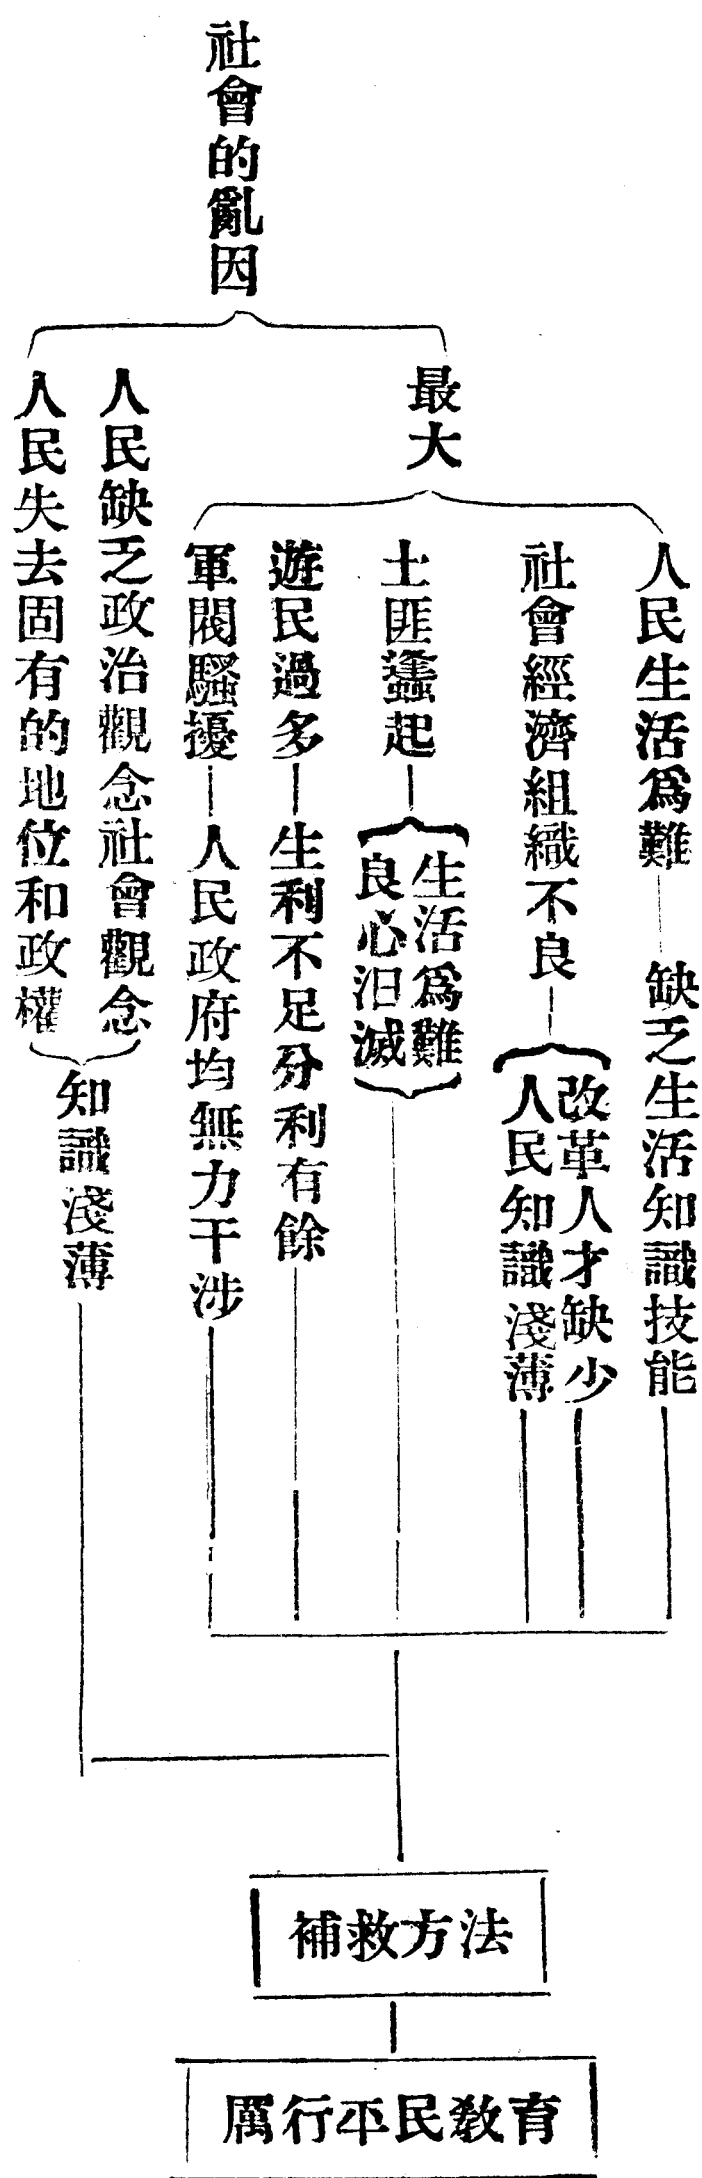 社會的亂因
最大
人民生活爲難
缺乏生活知識技能
社會經濟組織不良
改革人才缺少
人民知識淺薄
土匪蠭起
生活爲難
良心汩滅
遊民過多
生利不足分利有餘
軍閥騷擾
人民政府均無力干涉
人民缺乏政治觀念社會觀念
人民失去固有的地位和政權
知識淺薄
補救方法
厲行平民敎育